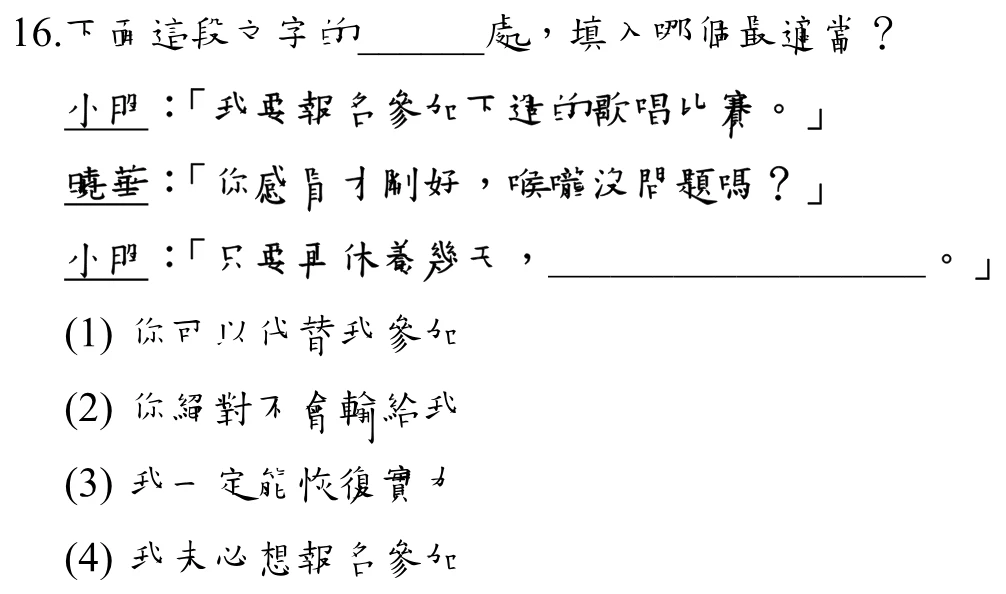 16.下面這段文字的______處，填入哪個最適當？
小明：「我要報名參加下週的歌唱比賽。」
曉華：「你感冒才剛好，喉嚨沒問題嗎？」
小明：「只要再休養幾天，__________________。」
(1) 你可以代替我參加
(2) 你絕對不會輸給我
(3) 我一定能恢復實力
(4) 我未必想報名參加